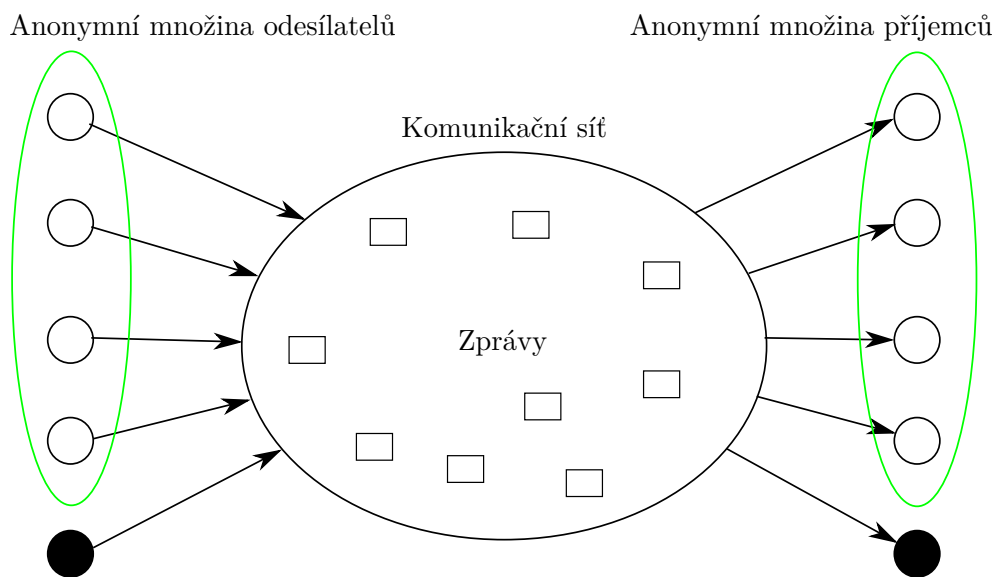 Anonymní množina odesílatelů
Anonymní množina příjemců
Komunikační síť
Zprávy